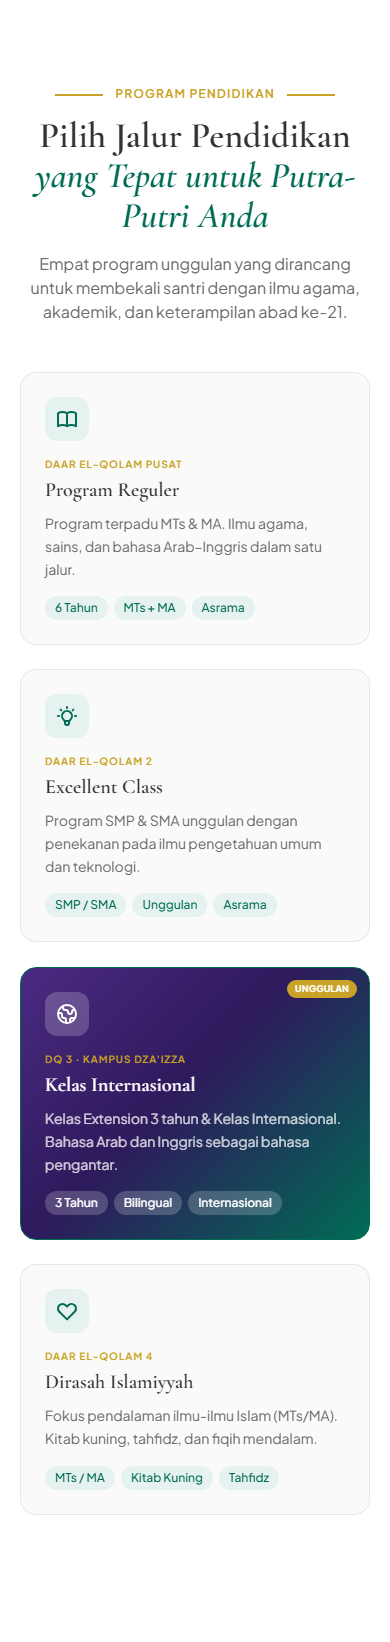 PROGRAM PENDIDIKAN
Pilih Jalur Pendidikan
yang Tepat untuk Putra-
Putri Anda
Empat program unggulan yang dirancang
untuk membekali santri dengan ilmu agama,
akademik, dan keterampilan abad ke-21.
DAAR EL-QOLAM PUSAT
Program Reguler
Program terpadu MTs & MA. Ilmu agama,
sains, dan bahasa Arab–Inggris dalam satu
jalur.
6 Tahun MTs + MA Asrama
DAAR EL-QOLAM 2
Excellent Class
Program SMP & SMA unggulan dengan
penekanan pada ilmu pengetahuan umum
dan teknologi.
SMP / SMA Unggulan Asrama
UNGGULAN
DQ 3 · KAMPUS DZA'IZZA
Kelas Internasional
Kelas Extension 3 tahun & Kelas Internasional.
Bahasa Arab dan Inggris sebagai bahasa
pengantar.
3 Tahun Bilingual Internasional
DAAR EL-QOLAM 4
Dirasah Islamiyyah
Fokus pendalaman ilmu-ilmu Islam (MTs/MA).
Kitab kuning, tahfidz, dan fiqih mendalam.
MTs / MA Kitab Kuning Tahfidz